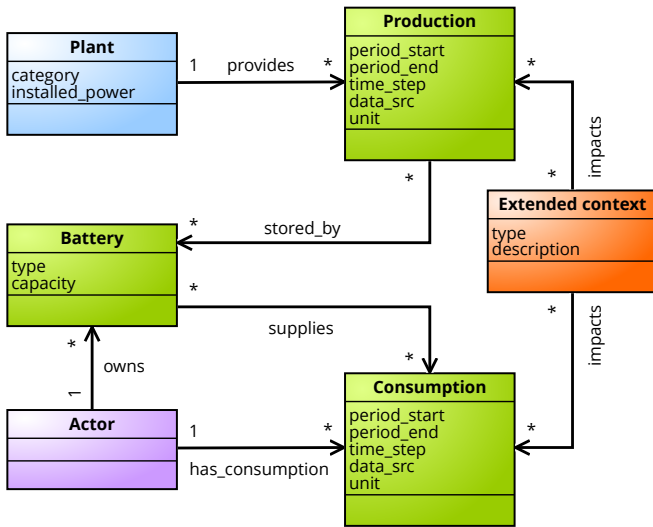 Plant
category
installed_power
1
provides
*
Production
period_start
period_end
time_step
data_src
unit
*
impacts
*
Extended context
type
description
*
stored_by
*
Battery
type
capacity
*
supplies
*
*
owns
1
Actor
1
has_consumption
*
Consumption
period_start
period_end
time_step
data_src
unit
*
impacts
*